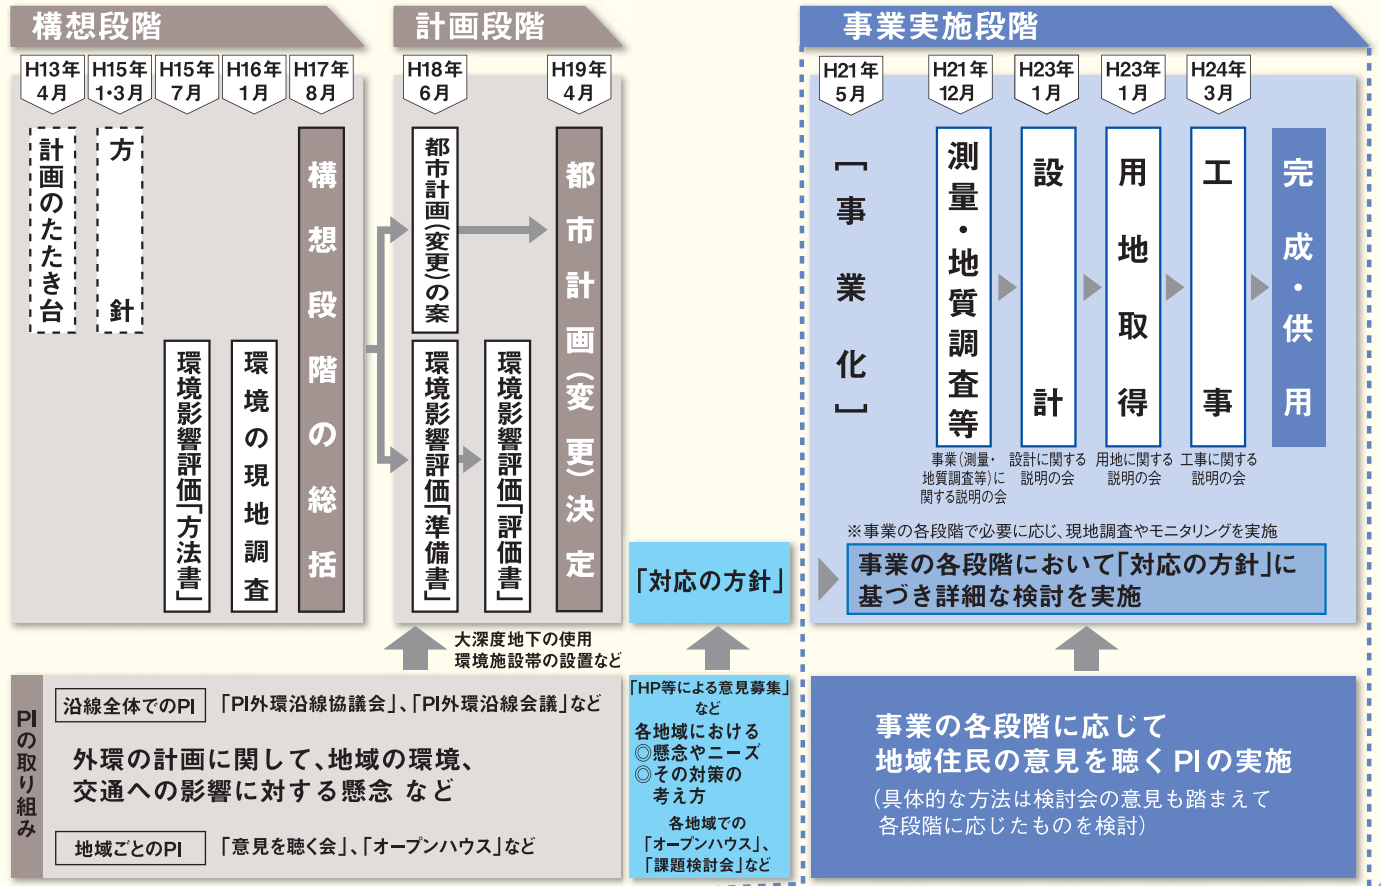 構想段階
計画段階
事業実施段階
H13年
4月
H15年
1・3月
H15年
7月
H16年
1月
H17年
8月
H18年
6月
H19年
4月
H21年
5月
H21年
12月
H23年
1月
H23年
1月
H24年
3月
計画のたたき台
方針
環境影響評価「方法書」
環境の現地調査
構想段階の総括
都市計画(変更)の案
環境影響評価「準備書」
環境影響評価「評価書」
都市計画(変更)決定
[事業化]
測量・地質調査等
設計
用地取得
工事
完成・供用
事業(測量・
地質調査等)に
関する説明の会
設計に関する
説明の会
用地に関する
説明の会
工事に関する
説明の会
※事業の各段階で必要に応じ、現地調査やモニタリングを実施
「対応の方針」
事業の各段階において「対応の方針」に
基づき詳細な検討を実施
大深度地下の使用
環境施設帯の設置など
PIの取り組み
沿線全体でのPI
「PI外環沿線協議会」、「PI外環沿線会議」など
外環の計画に関して、地域の環境、
交通への影響に対する懸念 など
地域ごとのPI
「意見を聴く会」、「オープンハウス」など
「HP等による意見募集」
など
各地域における
◎懸念やニーズ
◎その対策の
考え方
各地域での
「オープンハウス」、
「課題検討会」など
事業の各段階に応じて
地域住民の意見を聴くPIの実施
(具体的な方法は検討会の意見も踏まえて
各段階に応じたものを検討)